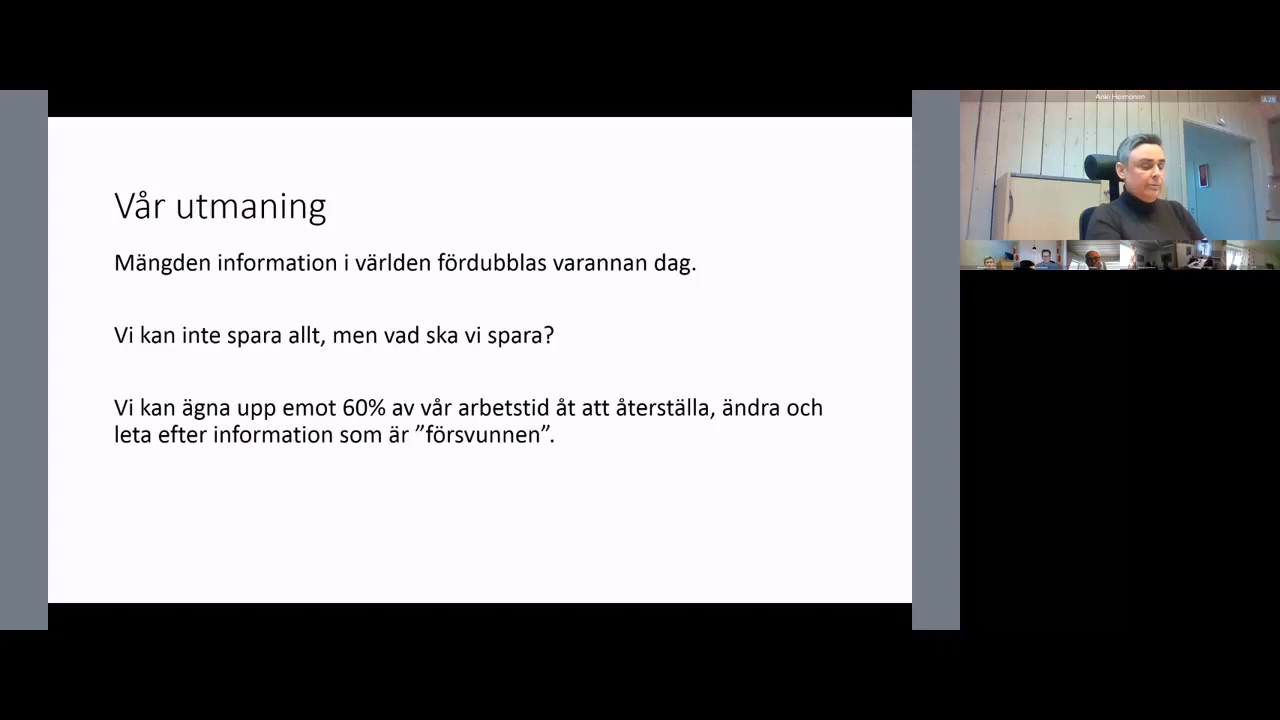 Vår utmaning
Mängden information i världen fördubblas varannan dag.
Vi kan inte spara allt, men vad ska vi spara?
Vi kan ägna upp emot 60% av vår arbetstid åt att återställa, ändra och
leta efter information som är ”försvunnen”.
Anki Heimonen